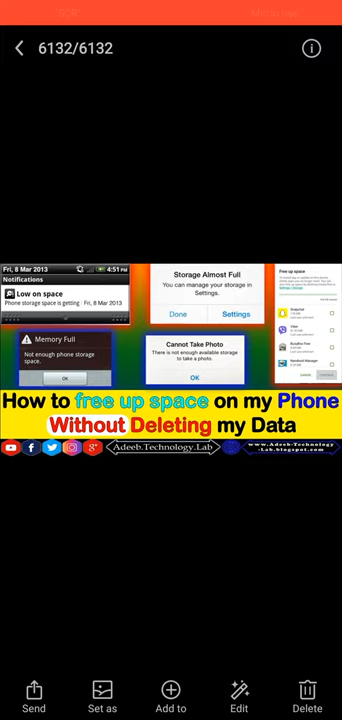 6132/6132
Fri, 8 Mar 2013 4:51 PM
Notifications
Low on space
Phone storage space is getting Fri, 8 Mar 2013
Memory Full
Not enough phone storage
space.
OK
Storage Almost Full
You can manage your storage in
Settings.
Done Settings
Cannot Take Photo
There is not enough available storage
to take a photo.
OK
Free up space
Snapchat
Viber
CANCEL
How to free up space on my Phone
Without Deleting my Data
Adeeb.Technology.Lab
www.Adeeb-Technology
-Lab.blogspot.com
Send Set as Add to Edit Delete